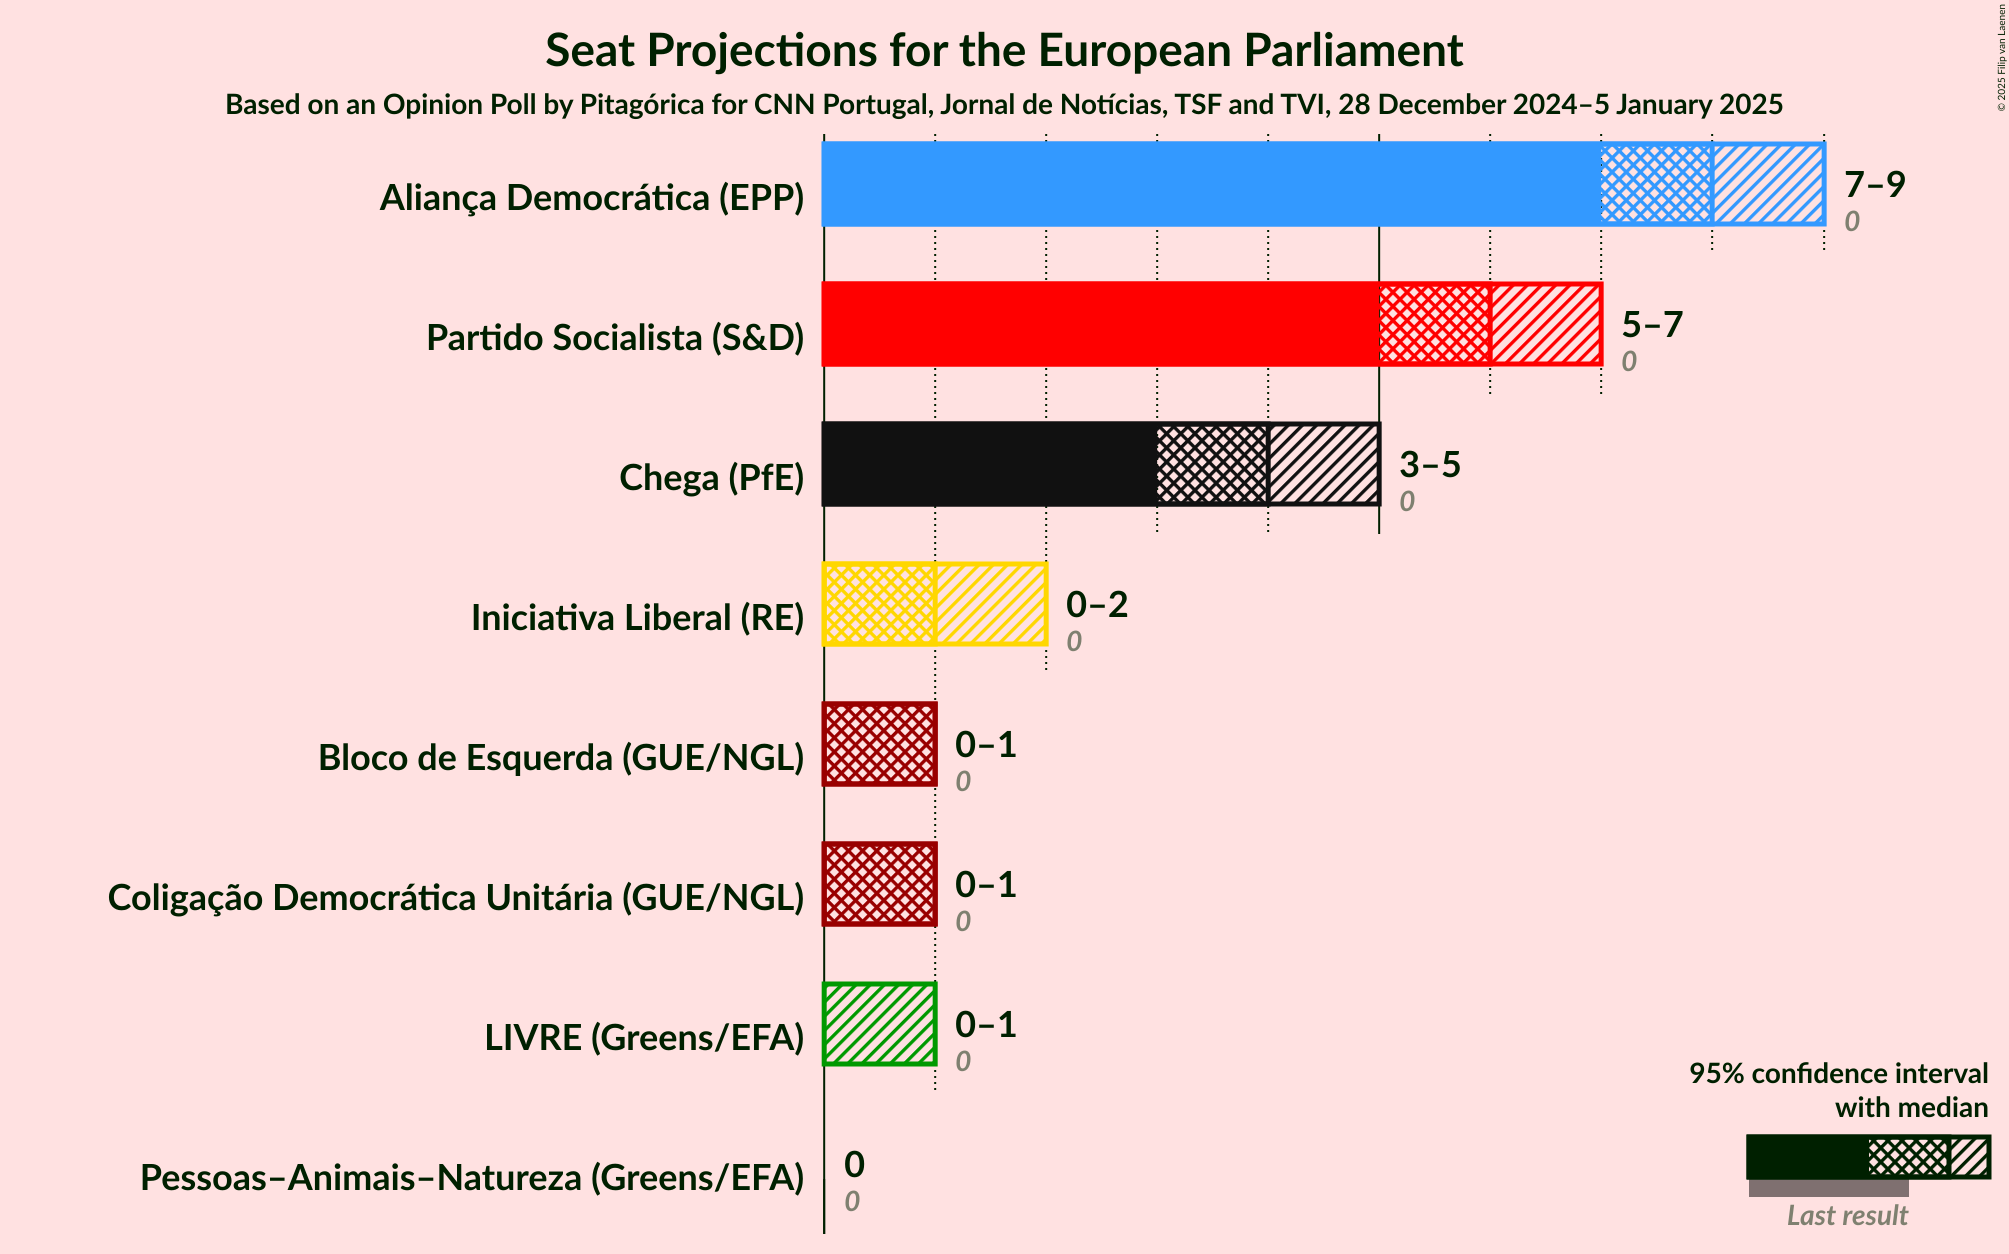 Seat Projections for the European Parliament
Based on an Opinion Poll by Pitagórica for CNN Portugal, Jornal de Notícias, TSF and TVI, 28 December 2024–5 January 2025
© 2025 Filip van Laenen
Aliança Democrática (EPP)
7–9
0
Partido Socialista (S&D)
5–7
0
Chega (PfE)
3–5
0
Iniciativa Liberal (RE)
0–2
0
Bloco de Esquerda (GUE/NGL)
0–1
0
Coligação Democrática Unitária (GUE/NGL)
0–1
0
LIVRE (Greens/EFA)
0–1
0
Pessoas–Animais–Natureza (Greens/EFA)
0
0
95% confidence interval
with median
Last result